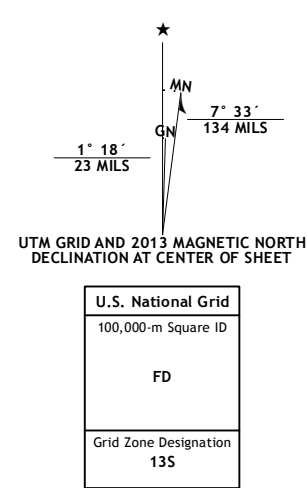 ★
MN
GN
7° 33´
134 MILS
1° 18´
23 MILS
UTM GRID AND 2013 MAGNETIC NORTH
DECLINATION AT CENTER OF SHEET
U.S. National Grid
100,000-m Square ID
FD
Grid Zone Designation
13S